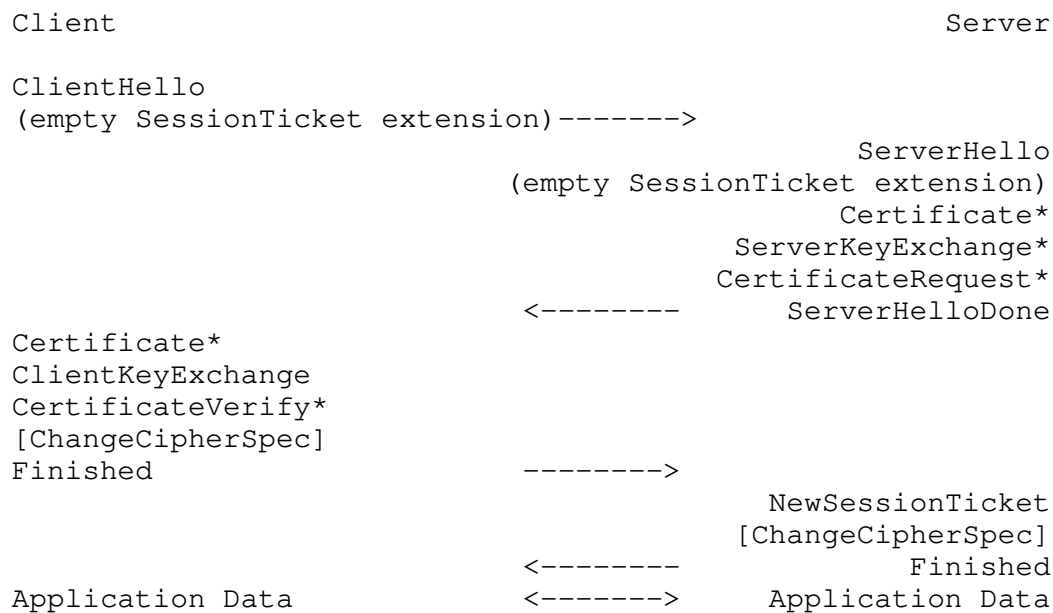 Client                                               Server

ClientHello
(empty SessionTicket extension)------->
                                                ServerHello
                            (empty SessionTicket extension)
                                               Certificate*
                                         ServerKeyExchange*
                                        CertificateRequest*
                             <--------      ServerHelloDone
Certificate*
ClientKeyExchange
CertificateVerify*
[ChangeCipherSpec]
Finished                     -------->
                                           NewSessionTicket
                                         [ChangeCipherSpec]
                             <--------             Finished
Application Data             <------->     Application Data